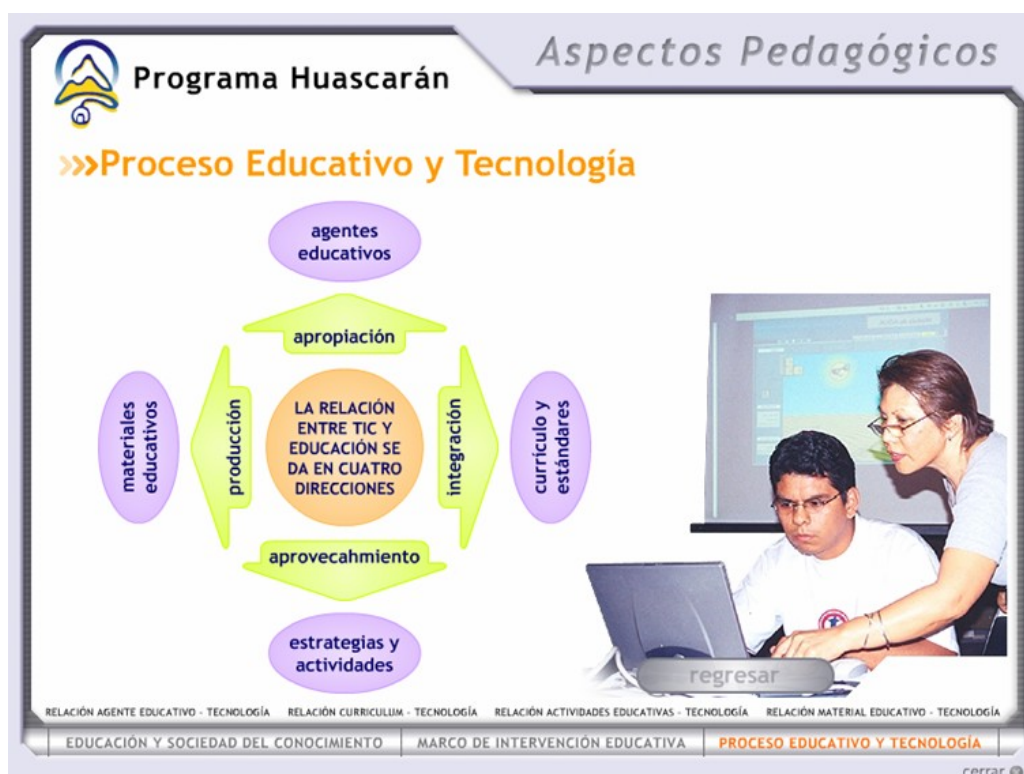 Aspectos Pedagógicos
Programa Huascarán
Proceso Educativo y Tecnología
agentes
educativos
apropiación
materiales
educativos
producción
LA RELACIÓN
ENTRE TIC Y
EDUCACIÓN SE
DA EN CUATRO
DIRECCIONES
integración
currículo y
estándares
aprovecahmiento
estrategias y
actividades
regresar
RELACIÓN AGENTE EDUCATIVO - TECNOLOGÍA RELACIÓN CURRICULUM - TECNOLOGÍA RELACIÓN ACTIVIDADES EDUCATIVAS - TECNOLOGÍA RELACIÓN MATERIAL EDUCATIVO - TECNOLOGÍA
EDUCACIÓN Y SOCIEDAD DEL CONOCIMIENTO MARCO DE INTERVENCIÓN EDUCATIVA PROCESO EDUCATIVO Y TECNOLOGÍA
cerrar